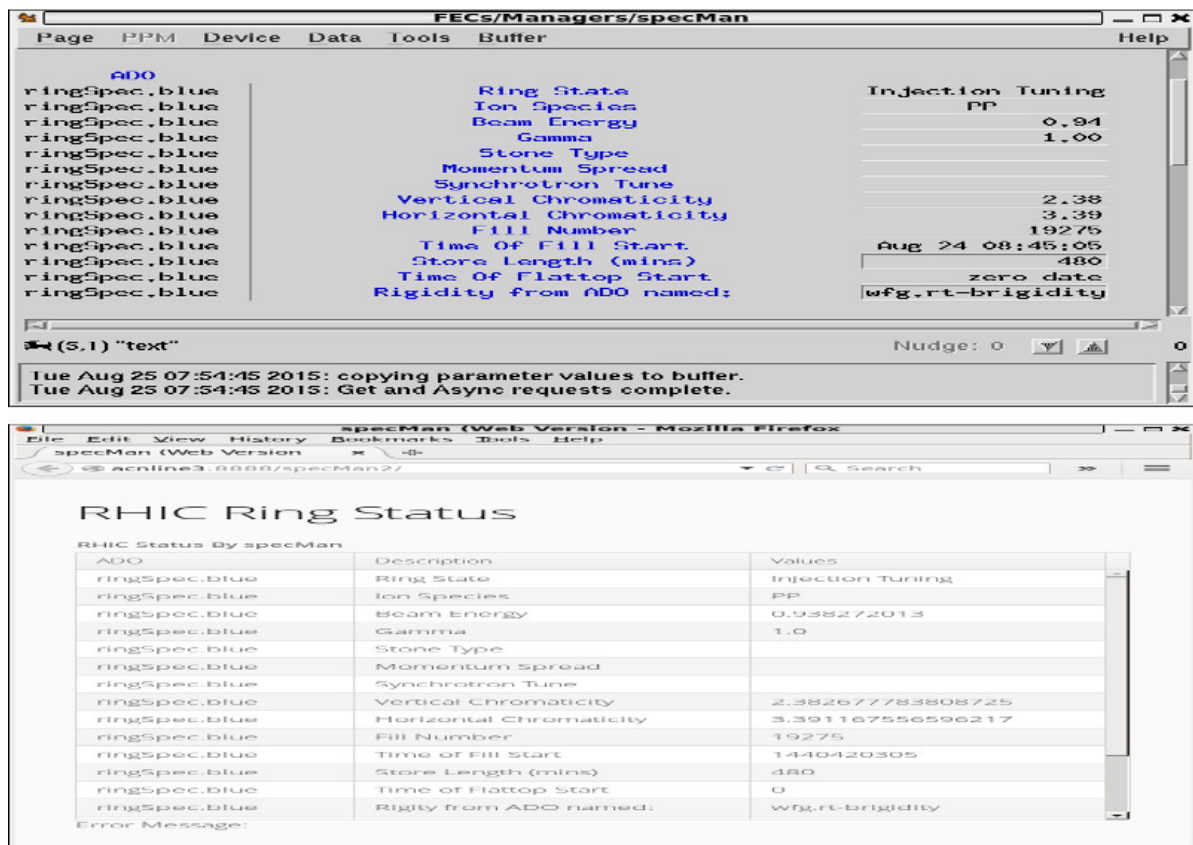 FECs/Managers/specMan
Page PPM Device Data Tools Buffer Help
ADO
ringSpec.blue Ring State Injection Tuning
ringSpec.blue Ion Species PP
ringSpec.blue Beam Energy 0.94
ringSpec.blue Gamma 1.00
ringSpec.blue Stone Type
ringSpec.blue Momentum Spread
ringSpec.blue Synchrotron Tune
ringSpec.blue Vertical Chromaticity 2.38
ringSpec.blue Horizontal Chromaticity 3.39
ringSpec.blue Fill Number 19275
ringSpec.blue Time Of Fill Start Aug 24 08:45:05
ringSpec.blue Store Length (mins) 480
ringSpec.blue Time Of Flattop Start zero date
ringSpec.blue Rigidity from ADO named: wfg.rt-brigidity
(5,1) "text" Nudge: 0 0
Tue Aug 25 07:54:45 2015: copying parameter values to buffer.
Tue Aug 25 07:54:45 2015: Get and Async requests complete.
specMan (Web Version - Mozilla Firefox
File Edit View History Bookmarks Tools Help
specMan (Web Version
acnline3:8888/specMan2/ Search
RHIC Ring Status
RHIC Status By specMan
ADO Description Values
ringSpec.blue Ring State Injection Tuning
ringSpec.blue Ion Species PP
ringSpec.blue Beam Energy 0.938272013
ringSpec.blue Gamma 1.0
ringSpec.blue Stone Type
ringSpec.blue Momentum Spread
ringSpec.blue Synchrotron Tune
ringSpec.blue Vertical Chromaticity 2.382677783808725
ringSpec.blue Horizontal Chromaticity 3.391167556596217
ringSpec.blue Fill Number 19275
ringSpec.blue Time of Fill Start 1440420305
ringSpec.blue Store Length (mins) 480
ringSpec.blue Time of Flattop Start 0
ringSpec.blue Rigity from ADO named: wfg.rt-brigidity
Error Message: